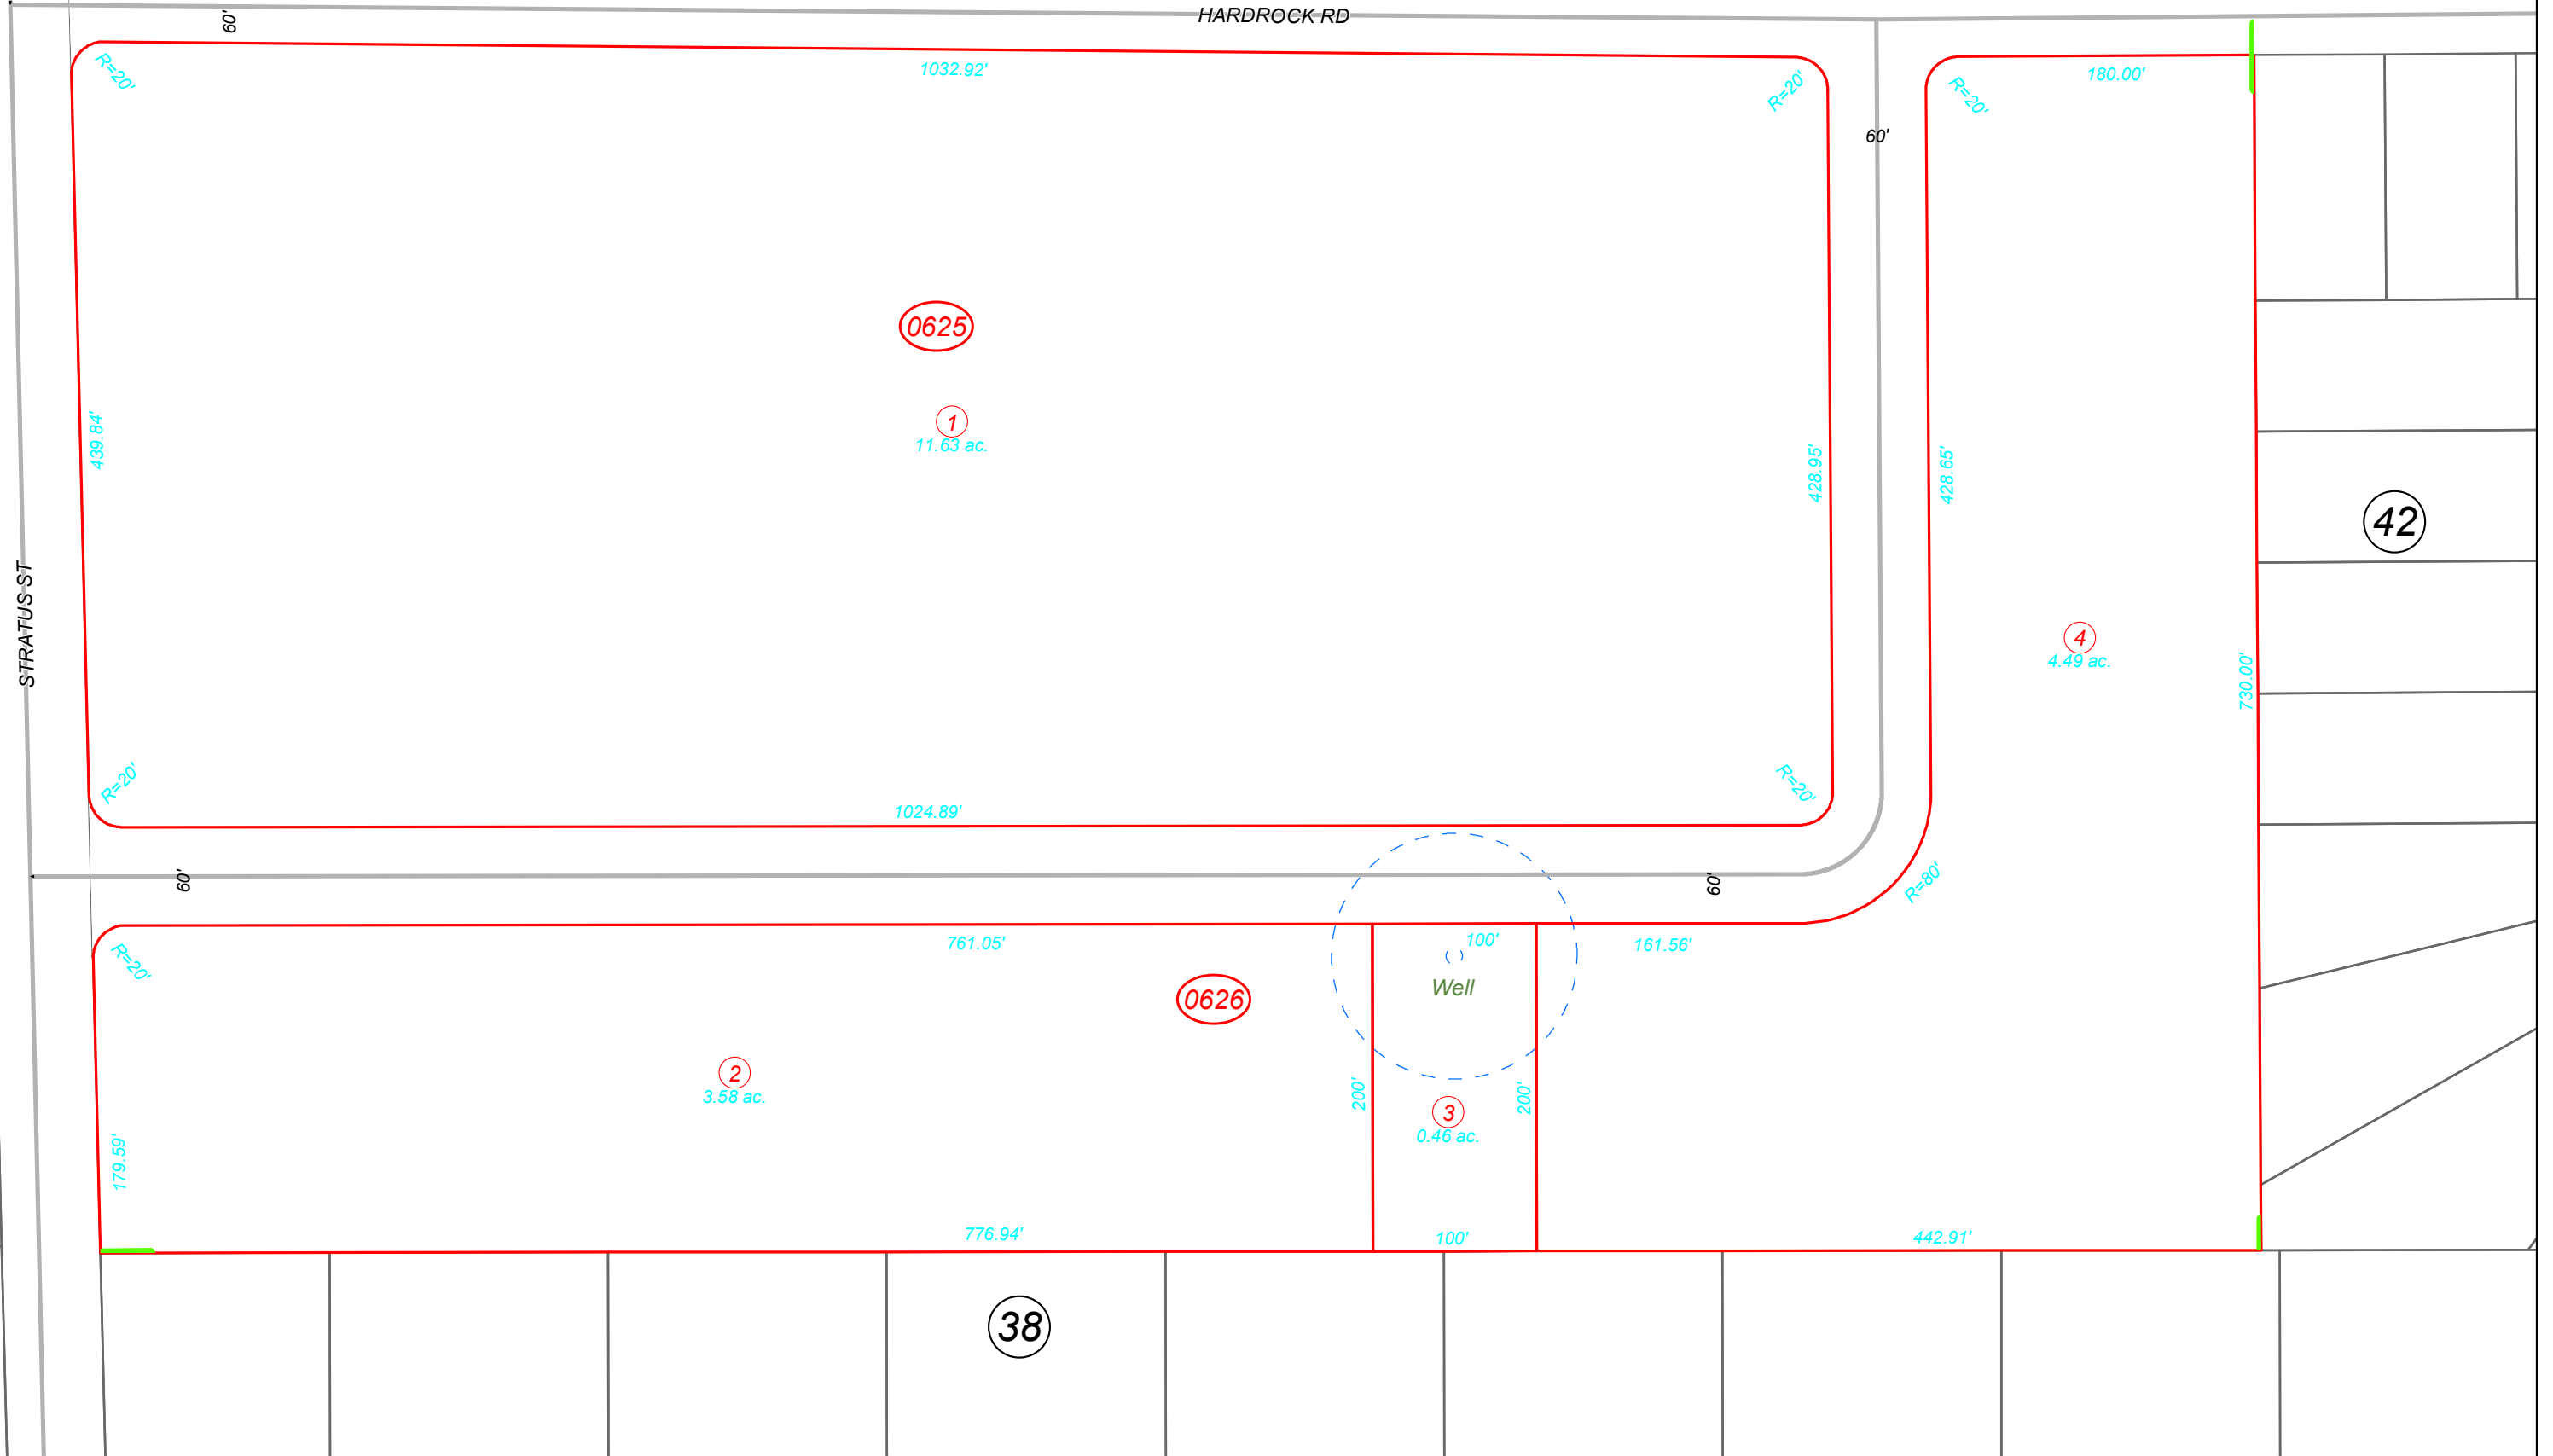 HARDROCK RD
60'
R=20'
1032.92'
R=20'
R=20'
180.00'
60'
0625
1
11.63 ac.
439.84'
428.95'
428.65'
42
STRATUS ST
4
4.49 ac.
730.00'
R=20'
R=20'
1024.89'
60'
60'
R=80'
R=20'
761.05'
100'
161.56'
Well
0626
2
3.58 ac.
200'
200'
3
0.46 ac.
179.59'
776.94'
100'
442.91'
38